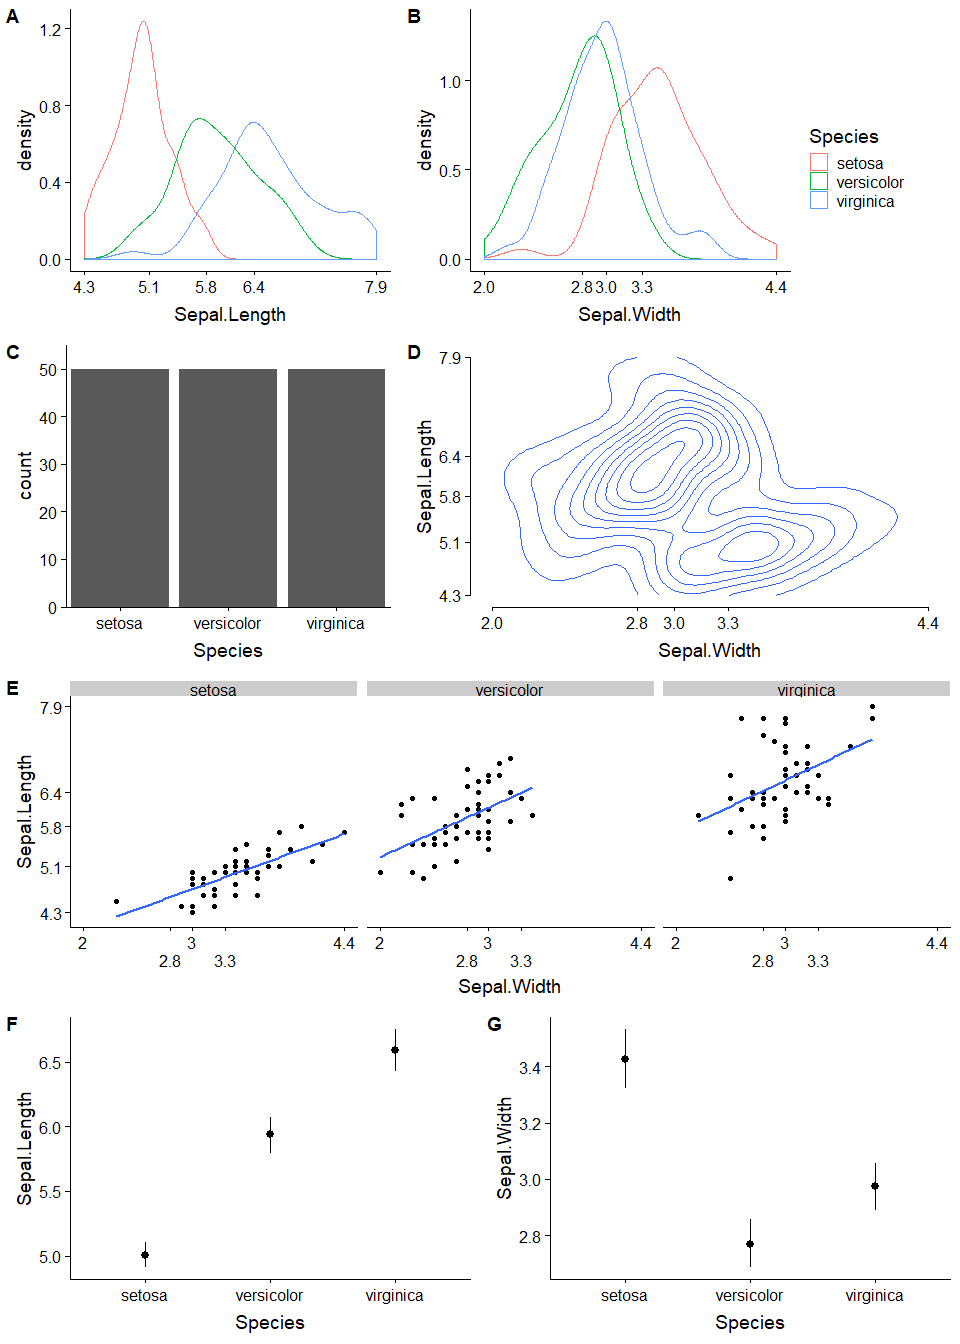 A
density
1.2
0.8
0.4
0.0
4.3 5.1 5.8 6.4 7.9
Sepal.Length
B
density
1.0
0.5
0.0
2.0 2.8 3.0 3.3 4.4
Sepal.Width
Species
setosa
versicolor
virginica
C
count
50
40
30
20
10
0
setosa versicolor virginica
Species
D
Sepal.Length
7.9
6.4
5.8
5.1
4.3
2.0 2.8 3.0 3.3 4.4
Sepal.Width
E
setosa versicolor virginica
Sepal.Length
7.9
6.4
5.8
5.1
4.3
2 3 4.4 2 3 4.4 2 3 4.4
2.8 3.3 2.8 3.3 2.8 3.3
Sepal.Width
F
Sepal.Length
6.5
6.0
5.5
5.0
setosa versicolor virginica
Species
G
Sepal.Width
3.4
3.2
3.0
2.8
setosa versicolor virginica
Species